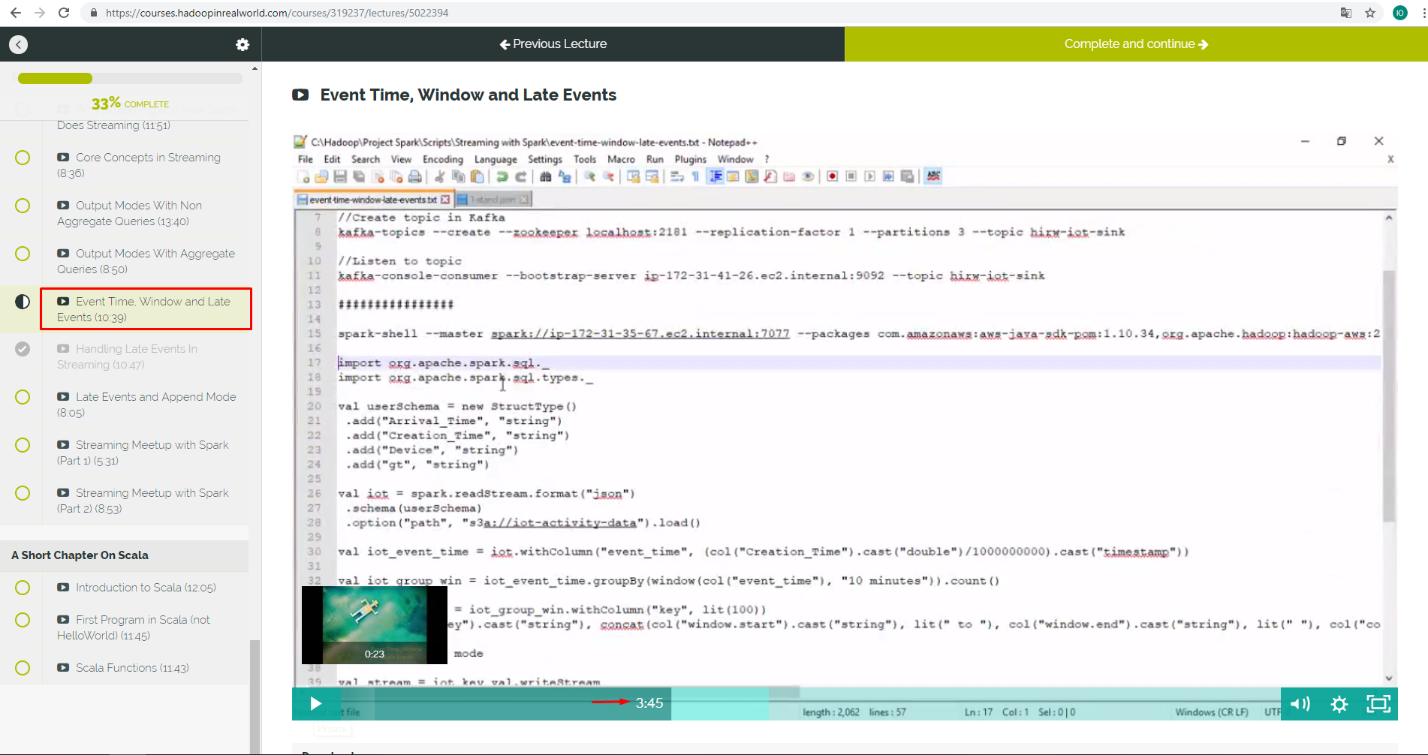 https://courses.hadoopinrealworld.com/courses/319237/lectures/5022394
Ю
Previous Lecture
Complete and continue
33% COMPLETE
Does Streaming (11:51)
Core Concepts in Streaming
(8:36)
Output Modes With Non
Aggregate Queries (13:40)
Output Modes With Aggregate
Queries (8:50)
Event Time, Window and Late
Events (10:39)
Handling Late Events In
Streaming (10:47)
Late Events and Append Mode
(8:05)
Streaming Meetup with Spark
(Part 1) (5:31)
Streaming Meetup with Spark
(Part 2) (8:53)
A Short Chapter On Scala
Introduction to Scala (12:05)
First Program in Scala (not
HelloWorld) (11:45)
Scala Functions (11:43)
Event Time, Window and Late Events
C:\Hadoop\Project Spark\Scripts\Streaming with Spark\event-time-window-late-events.txt - Notepad++
File Edit Search View Encoding Language Settings Tools Macro Run Plugins Window ?
X
event-time-window-late-events.txt
7 //Create topic in Kafka
8 kafka-topics --create --zookeeper localhost:2181 --replication-factor 1 --partitions 3 --topic hirw-iot-sink
9
10 //Listen to topic
11 kafka-console-consumer --bootstrap-server ip-172-31-41-26.ec2.internal:9092 --topic hirw-iot-sink
12
13 ################
14
15 spark-shell --master spark://ip-172-31-35-67.ec2.internal:7077 --packages com.amazonaws:aws-java-sdk-pom:1.10.34,org.apache.hadoop:hadoop-aws:2
16
17 import org.apache.spark.sql._
18 import org.apache.spark.sql.types._
19
20 val userSchema = new StructType()
21 .add("Arrival_Time", "string")
22 .add("Creation_Time", "string")
23 .add("Device", "string")
24 .add("gt", "string")
25
26 val iot = spark.readStream.format("json")
27 .schema(userSchema)
28 .option("path", "s3a://iot-activity-data").load()
29
30 val iot_event_time = iot.withColumn("event_time", (col("Creation_Time").cast("double")/1000000000).cast("timestamp"))
31
32 val iot_group_win = iot_event_time.groupBy(window(col("event_time"), "10 minutes")).count()
= iot_group_win.withColumn("key", lit(100))
ey").cast("string"), concat(col("window.start").cast("string"), lit(" to "), col("window.end").cast("string"), lit(" "), col("co
mode
0:23
38
39 val stream = iot_key_val.writeStream
3:45
file
length : 2,062 lines : 57
Ln : 17 Col : 1 Sel : 0 | 0
Windows (CR LF)
UTF